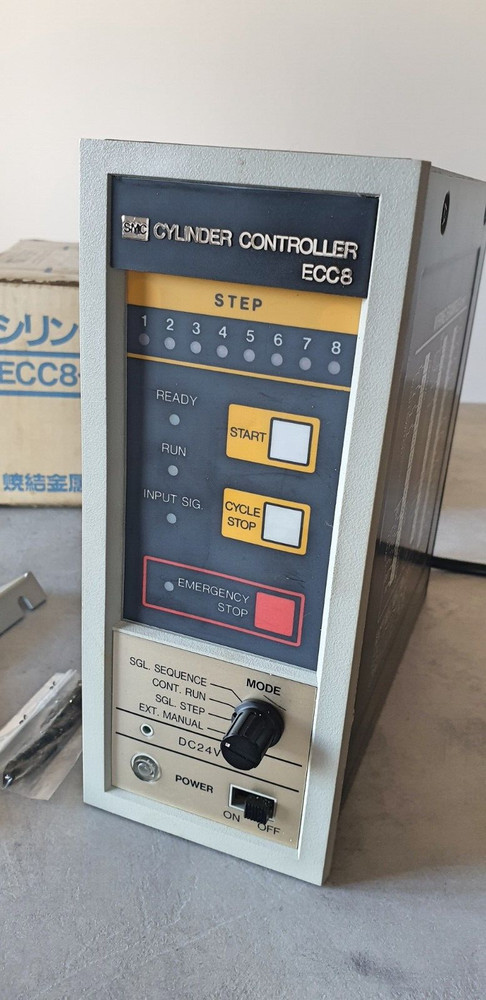 SMC CYLINDER CONTROLLER
ECC8
STEP
1 2 3 4 5 6 7 8
READY
START
RUN
INPUT SIG.
CYCLE
STOP
EMERGENCY
STOP
MODE
SGL. SEQUENCE
CONT. RUN
SGL. STEP
EXT. MANUAL
DC24V
POWER
ON OFF
シリン
ECC8-
焼結金属